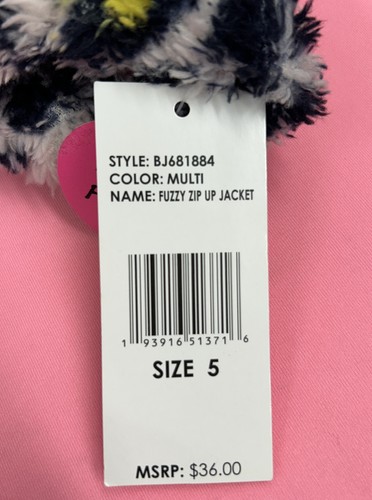 STYLE: BJ681884
COLOR: MULTI
NAME: FUZZY ZIP UP JACKET
1 93916 51371 6
SIZE 5
MSRP: $36.00